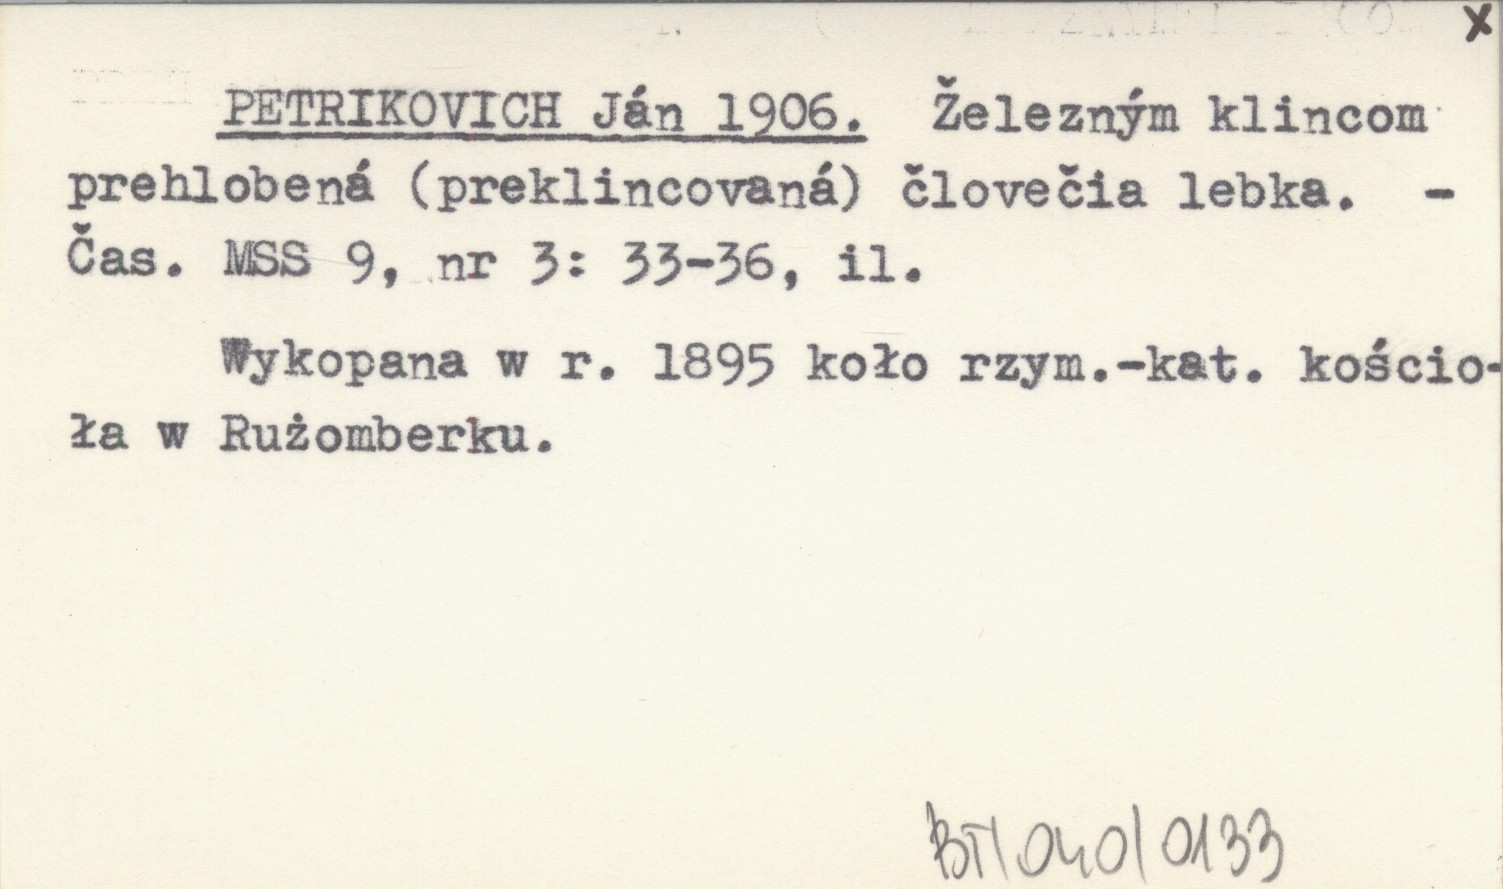 x
PETRIKOVICH Ján 1906. Železným klincom
prehlobená (preklincovaná) človečia lebka. -
Čas. MSS 9, nr 3: 33-36, il.
Wykopana w r. 1895 koło rzym.-kat. kościo-
ła w Rużomberku.
BT/040/0133